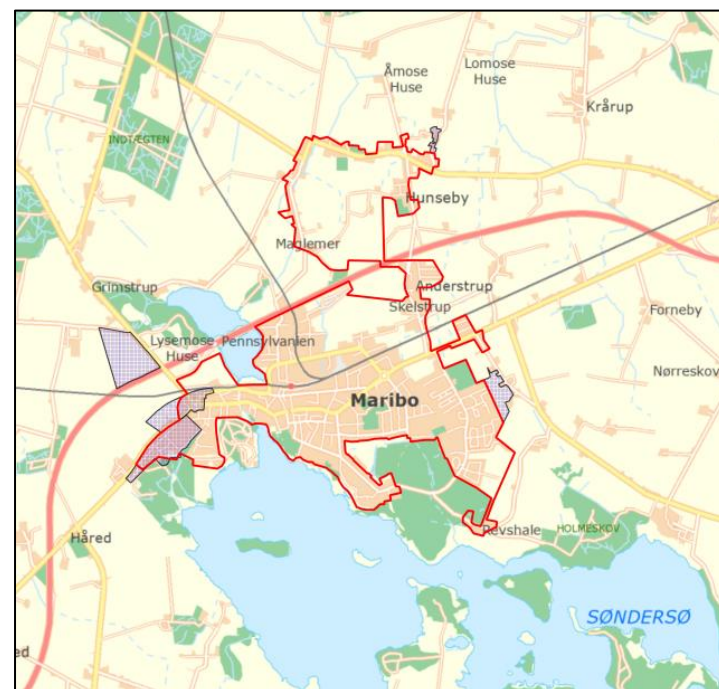 Åmose
Huse
Lomose
Huse
Krårup
INDTÆGTEN
Hunseby
Maglemer
Grimstrup
Anderstrup
Skelstrup
Forneby
Lysemose
Huse
Pennsylvanien
Nørreskov
Maribo
Revshale
HOLMESKOV
Håred
SØNDERSØ
ed